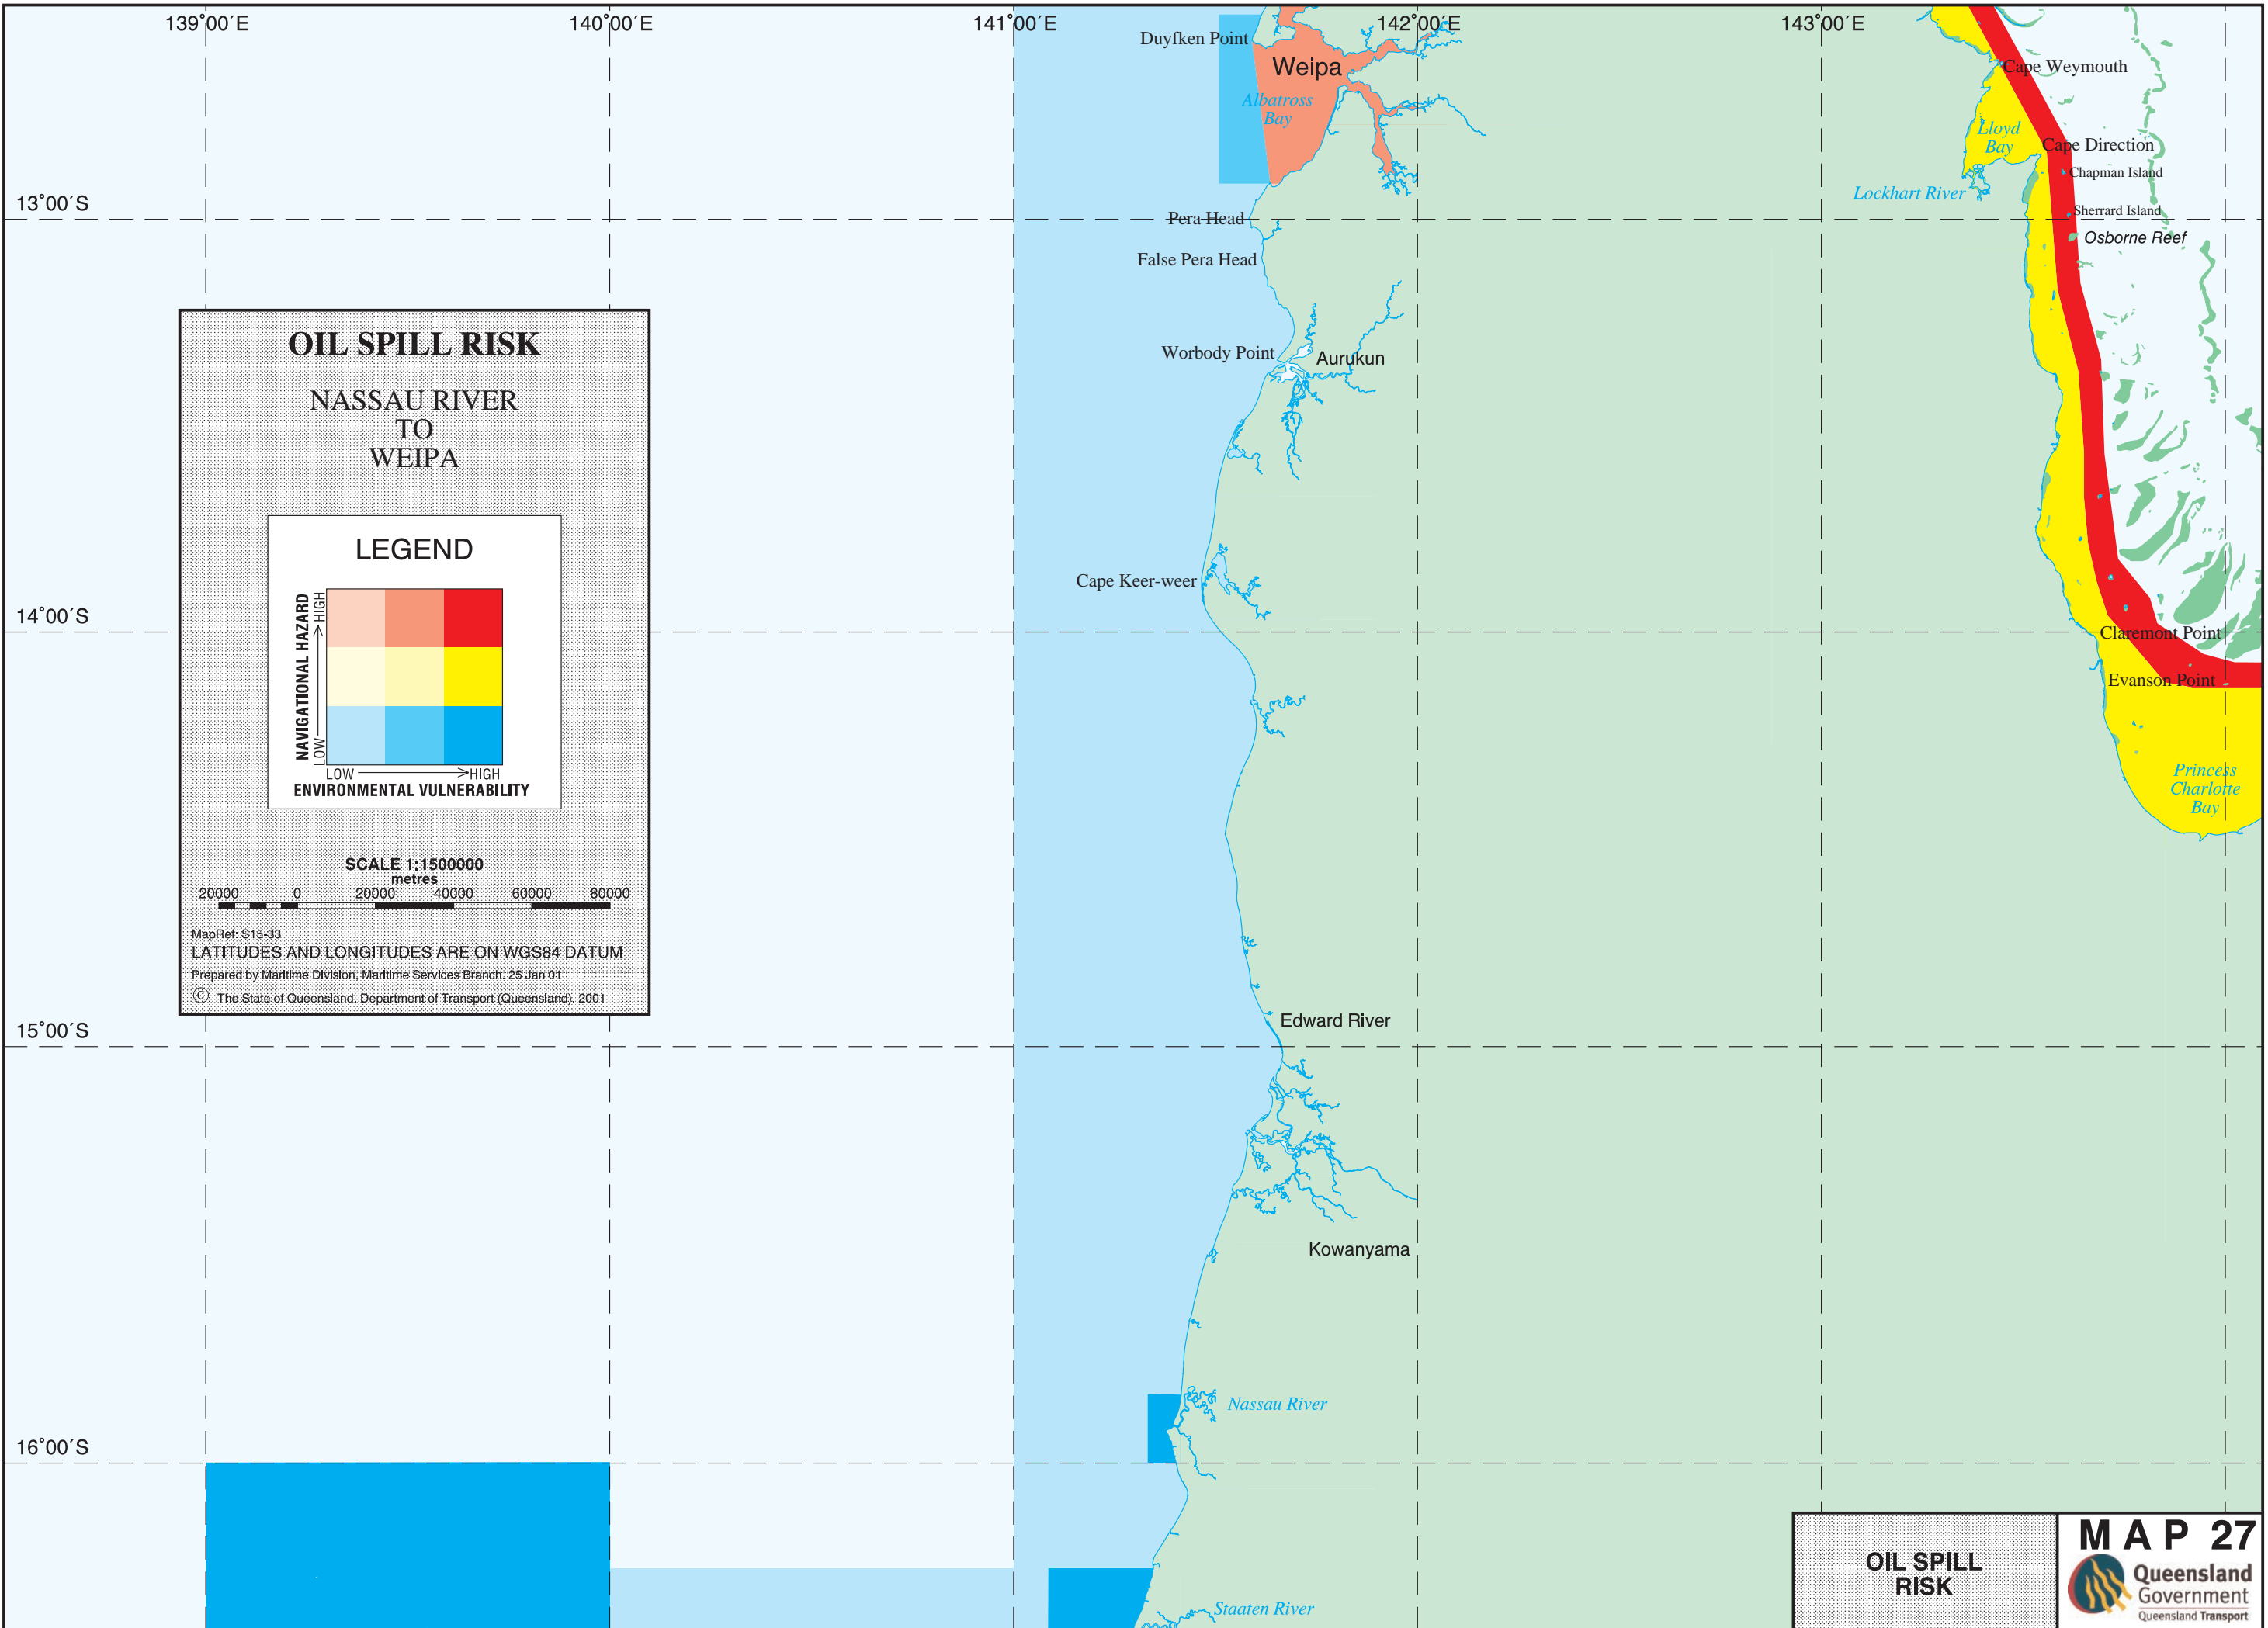 139°00´E
140°00´E
141°00´E
142°00´E
143°00´E
Duyfken Point
Weipa
Albatross
Bay
Cape Weymouth
Lloyd
Bay
Cape Direction
Chapman Island
Lockhart River
13°00´S
Pera Head
Sherrard Island
Osborne Reef
False Pera Head
OIL SPILL RISK
NASSAU RIVER
TO
WEIPA
Worbody Point
Aurukun
LEGEND
NAVIGATIONAL HAZARD
LOW
HIGH
LOW
HIGH
ENVIRONMENTAL VULNERABILITY
SCALE 1:1500000
metres
20000 0 20000 40000 60000 80000
MapRef: S15-33
LATITUDES AND LONGITUDES ARE ON WGS84 DATUM
Prepared by Maritime Division, Maritime Services Branch, 25 Jan 01
© The State of Queensland. Department of Transport (Queensland). 2001
Cape Keer-weer
14°00´S
Claremont Point
Evanson Point
Princess
Charlotte
Bay
15°00´S
Edward River
Kowanyama
Nassau River
16°00´S
Staaten River
OIL SPILL
RISK
MAP 27
Queensland
Government
Queensland Transport